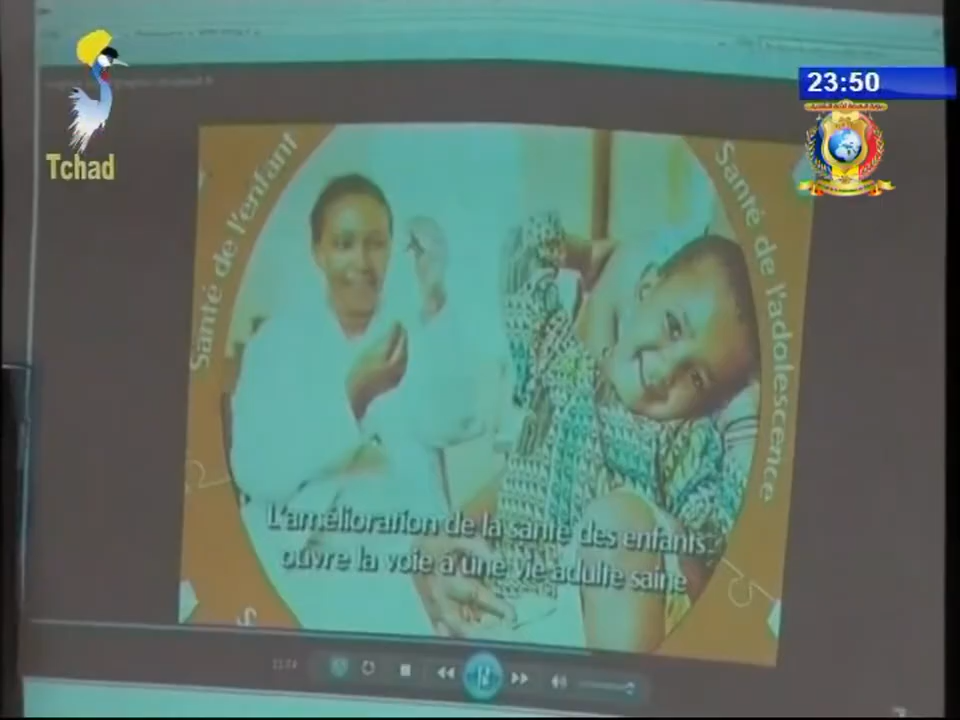 23:50
Tchad
Santé de l'enfant
Santé de l'adolescence
L'amélioration de la santé des enfants
ouvre la voie à une vie adulte saine